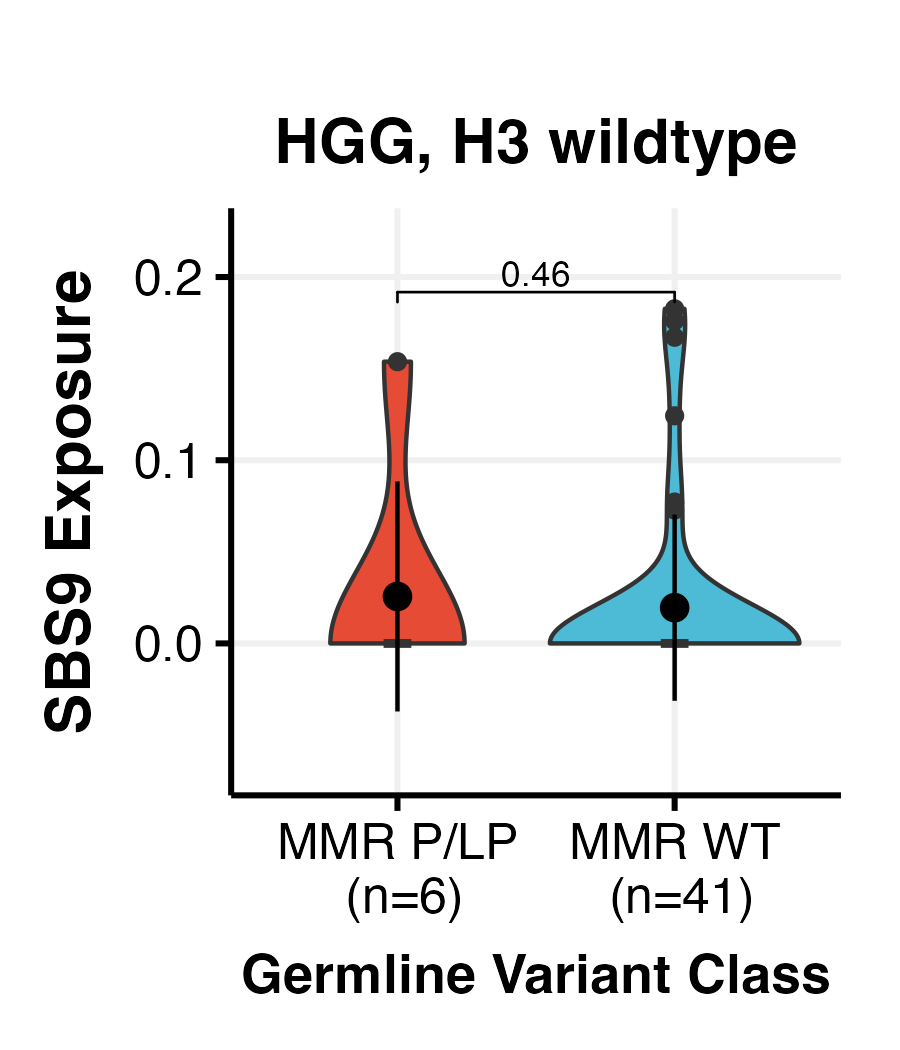 HGG, H3 wildtype
SBS9 Exposure
0.2
0.1
0.0
0.46
MMR P/LP
(n=6)
MMR WT
(n=41)
Germline Variant Class